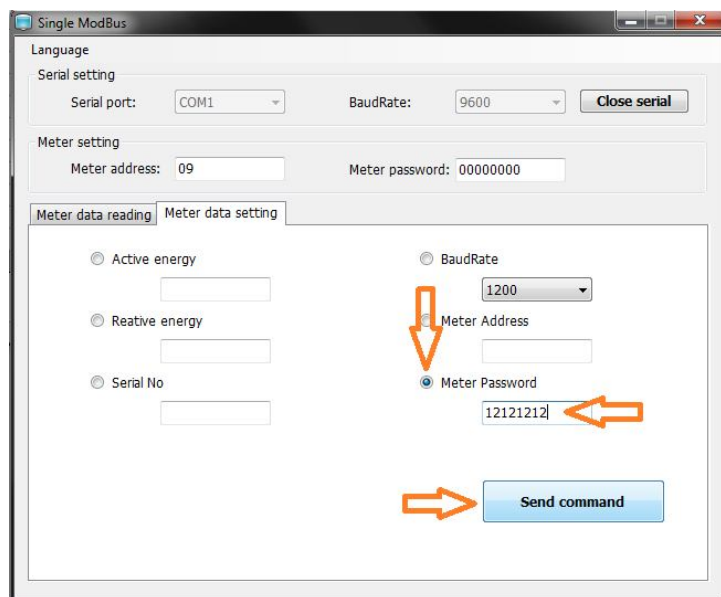 Single ModBus
Language
Serial setting
Serial port: COM1 BaudRate: 9600 Close serial
Meter setting
Meter address: 09 Meter password: 00000000
Meter data reading Meter data setting
Active energy BaudRate
1200
Reative energy Meter Address
Serial No Meter Password
12121212
Send command